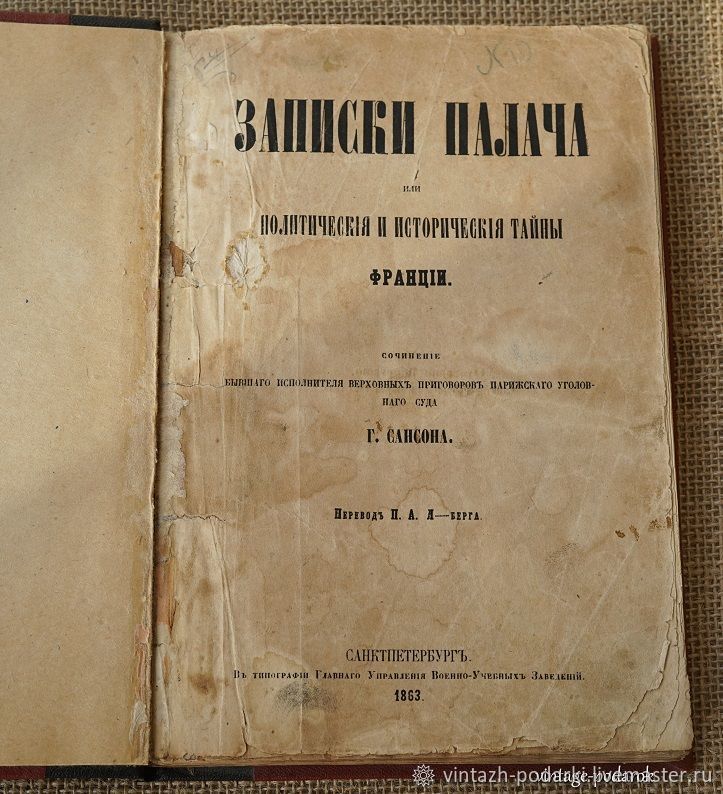 ЗАПИСКИ ПАЛАЧА
ИЛИ
ПОЛИТИЧЕСКІЯ И ИСТОРИЧЕСКІЯ ТАЙНЫ
ФРАНЦІИ.
СОЧИНЕНІЕ
БЫВШАГО ИСПОЛНИТЕЛЯ ВЕРХОВНЫХЪ ПРИГОВОРОВЪ ПАРИЖСКАГО УГОЛОВ-
НАГО СУДА
Г. САНСОНА.
Переводъ П. А. Л—берга.
САНКТПЕТЕРБУРГЪ.
Въ типографіи Главнаго Управленія Военно-Учебныхъ Заведеній.
1863.
vintazh-podarki.livemaster.ru